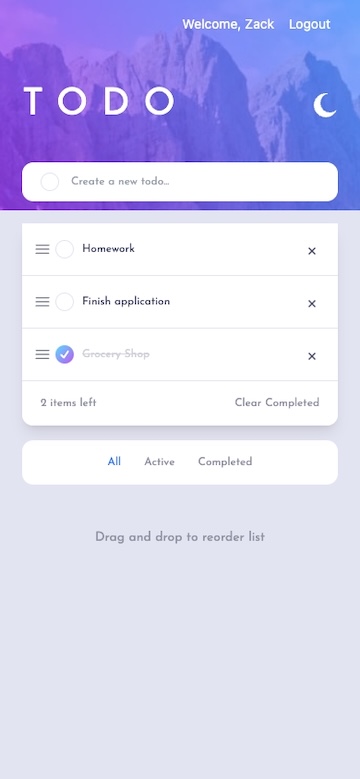 Welcome, Zack Logout
TODO
Create a new todo...
Homework
Finish application
Grocery Shop
2 items left Clear Completed
All Active Completed
Drag and drop to reorder list